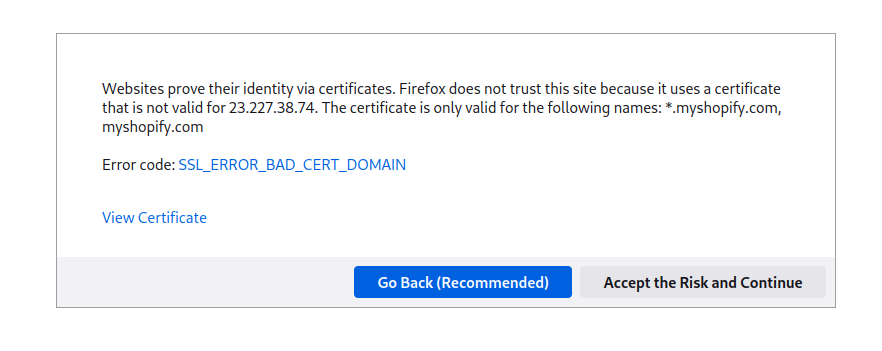 Websites prove their identity via certificates. Firefox does not trust this site because it uses a certificate
that is not valid for 23.227.38.74. The certificate is only valid for the following names: *.myshopify.com,
myshopify.com
Error code: SSL_ERROR_BAD_CERT_DOMAIN
View Certificate
Go Back (Recommended) Accept the Risk and Continue